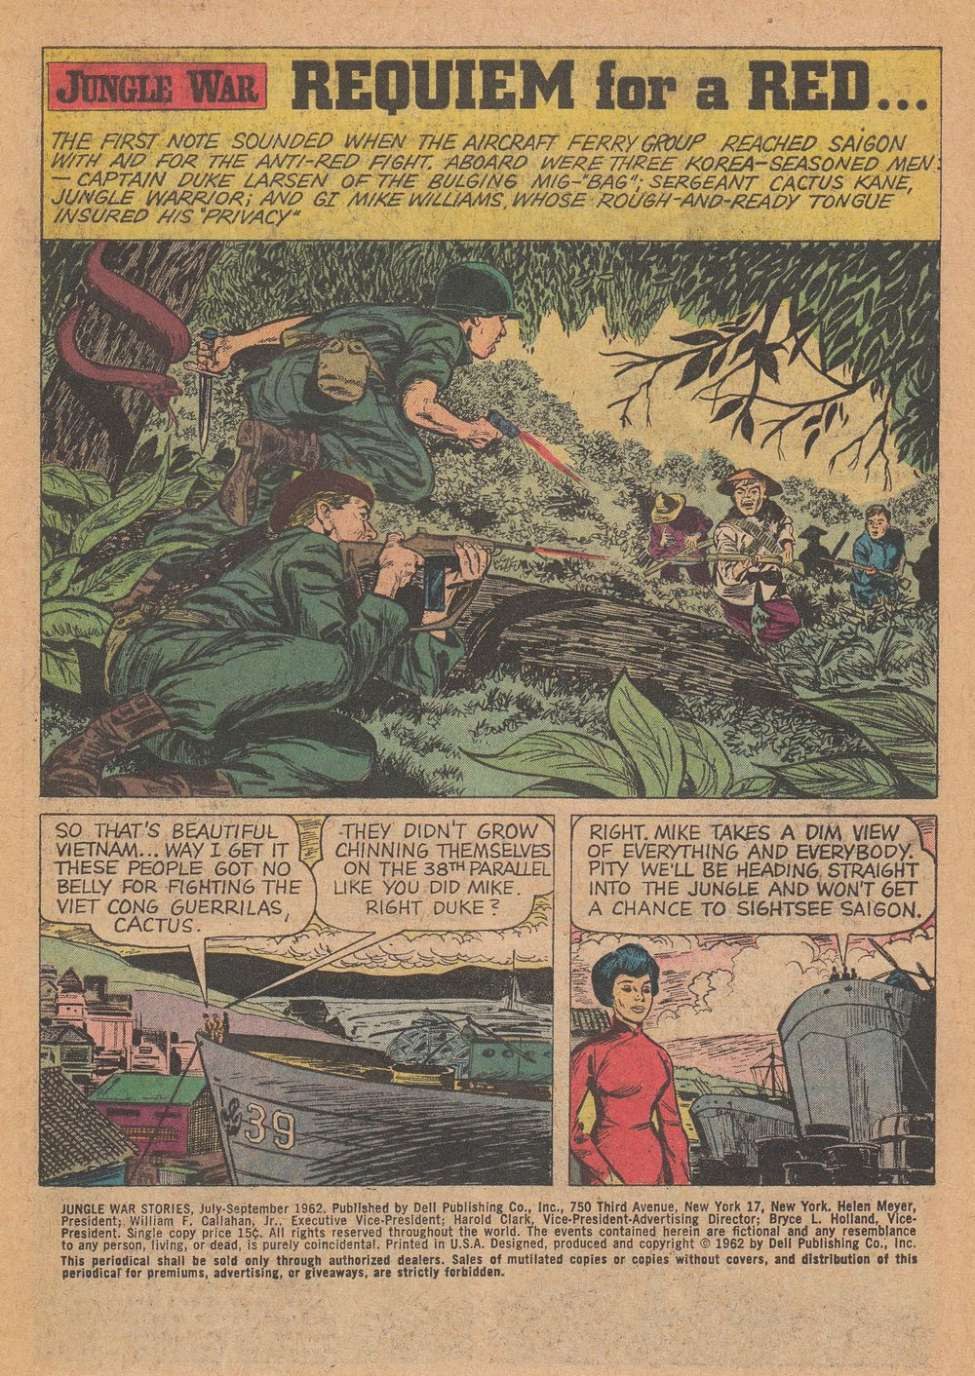 JUNGLE WAR
REQUIEM for a RED...
THE FIRST NOTE SOUNDED WHEN THE AIRCRAFT FERRY GROUP REACHED SAIGON
WITH AID FOR THE ANTI-RED FIGHT. ABOARD WERE THREE KOREA-SEASONED MEN:
— CAPTAIN DUKE LARSEN OF THE BULGING MIG-"BAG"; SERGEANT CACTUS KANE,
JUNGLE WARRIOR; AND GI MIKE WILLIAMS, WHOSE ROUGH-AND-READY TONGUE
INSURED HIS "PRIVACY"
SO THAT'S BEAUTIFUL
VIETNAM... WAY I GET IT
THESE PEOPLE GOT NO
BELLY FOR FIGHTING THE
VIET CONG GUERRILAS,
CACTUS.
THEY DIDN'T GROW
CHINNING THEMSELVES
ON THE 38TH PARALLEL
LIKE YOU DID MIKE.
RIGHT DUKE?
39
RIGHT. MIKE TAKES A DIM VIEW
OF EVERYTHING AND EVERYBODY.
PITY WE'LL BE HEADING STRAIGHT
INTO THE JUNGLE AND WON'T GET
A CHANCE TO SIGHTSEE SAIGON.
JUNGLE WAR STORIES, July-September 1962. Published by Dell Publishing Co., Inc., 750 Third Avenue, New York 17, New York. Helen Meyer,
President; William F. Callahan, Jr., Executive Vice-President; Harold Clark, Vice-President-Advertising Director; Bryce L. Holland, Vice-
President. Single copy price 15¢. All rights reserved throughout the world. The events contained herein are fictional and any resemblance
to any person, living, or dead, is purely coincidental. Printed in U.S.A. Designed, produced and copyright © 1962 by Dell Publishing Co., Inc.
This periodical shall be sold only through authorized dealers. Sales of mutilated copies or copies without covers, and distribution of this
periodical for premiums, advertising, or giveaways, are strictly forbidden.